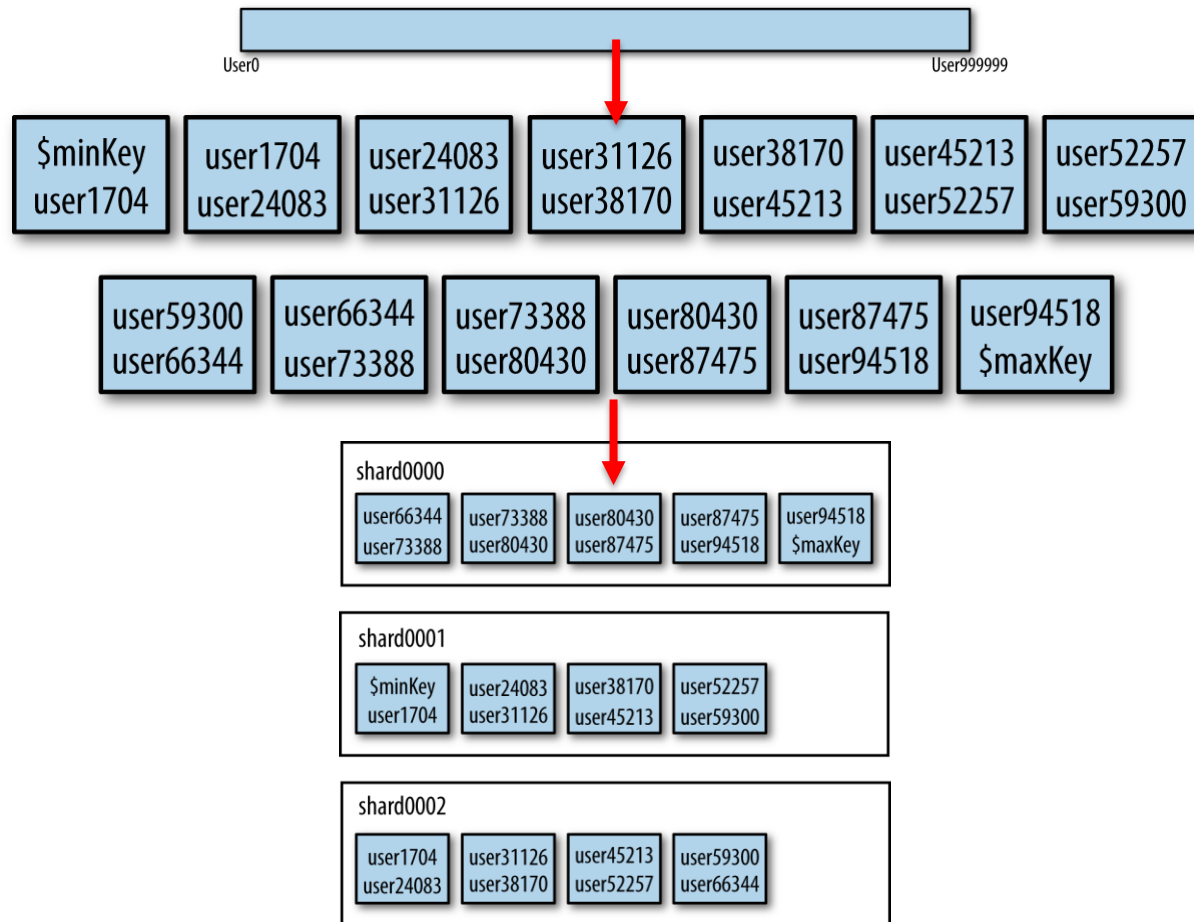 User0
User999999
$minKey
user1704
user1704
user24083
user24083
user31126
user31126
user38170
user38170
user45213
user45213
user52257
user52257
user59300
user59300
user66344
user66344
user73388
user73388
user80430
user80430
user87475
user87475
user94518
user94518
$maxKey
shard0000
user66344
user73388
user73388
user80430
user80430
user87475
user87475
user94518
user94518
$maxKey
shard0001
$minKey
user1704
user24083
user31126
user38170
user45213
user52257
user59300
shard0002
user1704
user24083
user31126
user38170
user45213
user52257
user59300
user66344